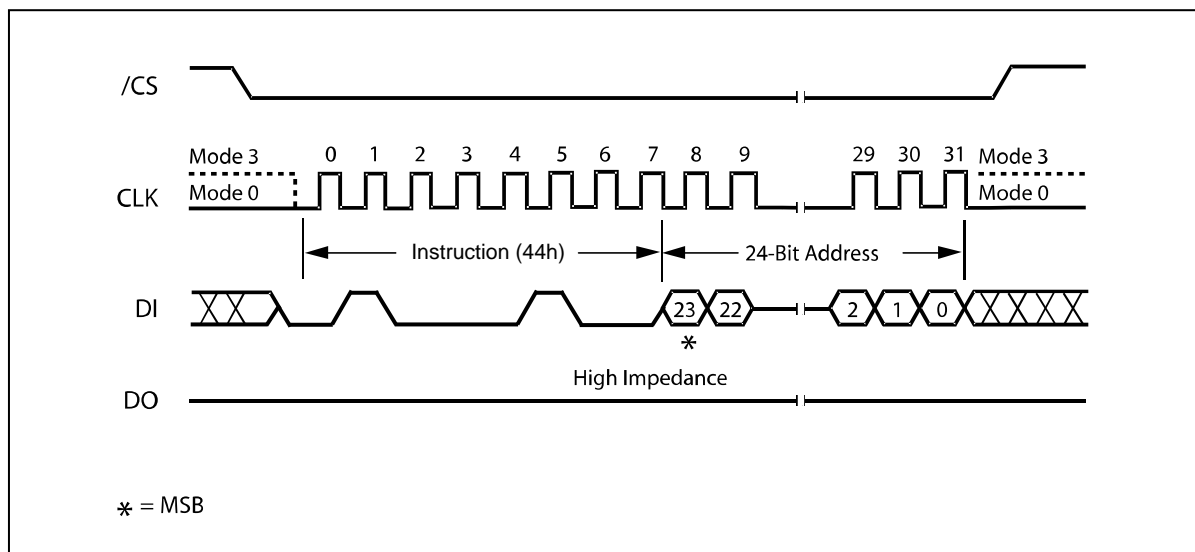 /CS
Mode 3
0 1 2 3 4 5 6 7 8 9 29 30 31
Mode 3
CLK
Mode 0
Mode 0
Instruction (44h)
24-Bit Address
DI
23 22 2 1 0
*
High Impedance
DO
* = MSB